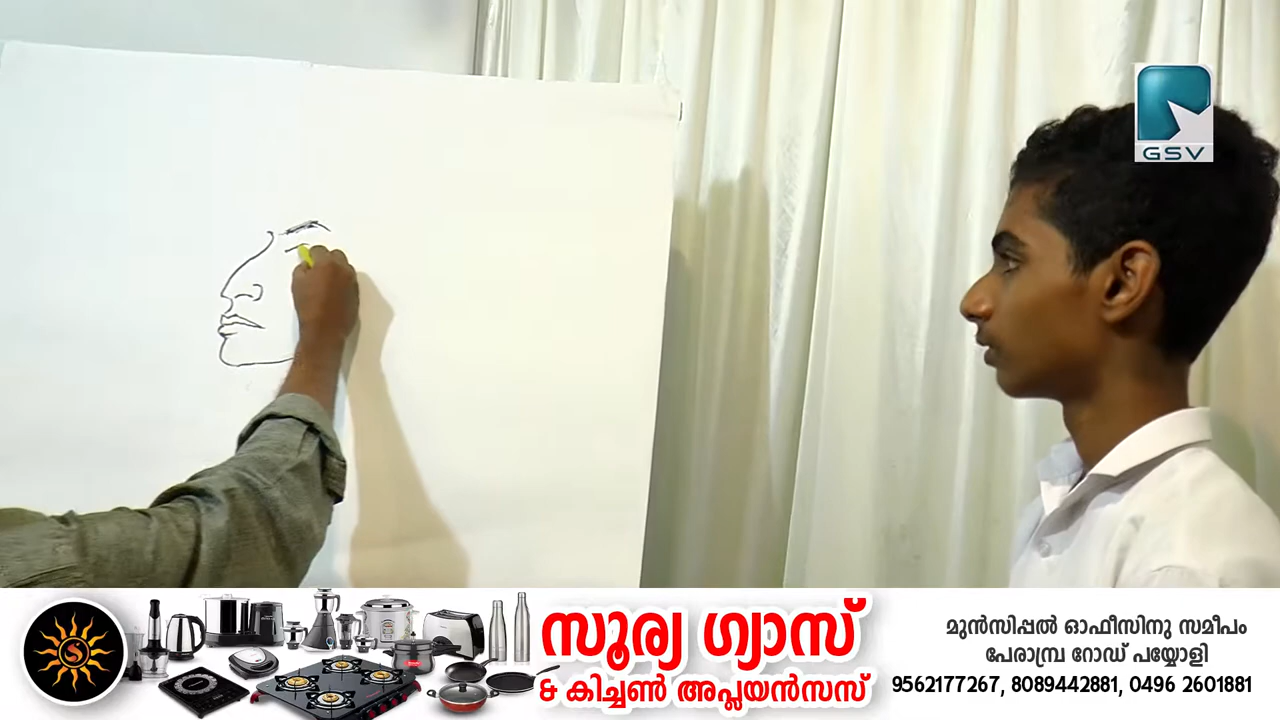 GSV
സൂര്യ ഗ്യാസ്
& കിച്ചൺ അപ്ലയൻസസ്
മുൻസിപ്പൽ ഓഫീസിനു സമീപം
പേരാമ്പ്ര റോഡ് പയ്യോളി
9562177267, 8089442881, 0496 2601881